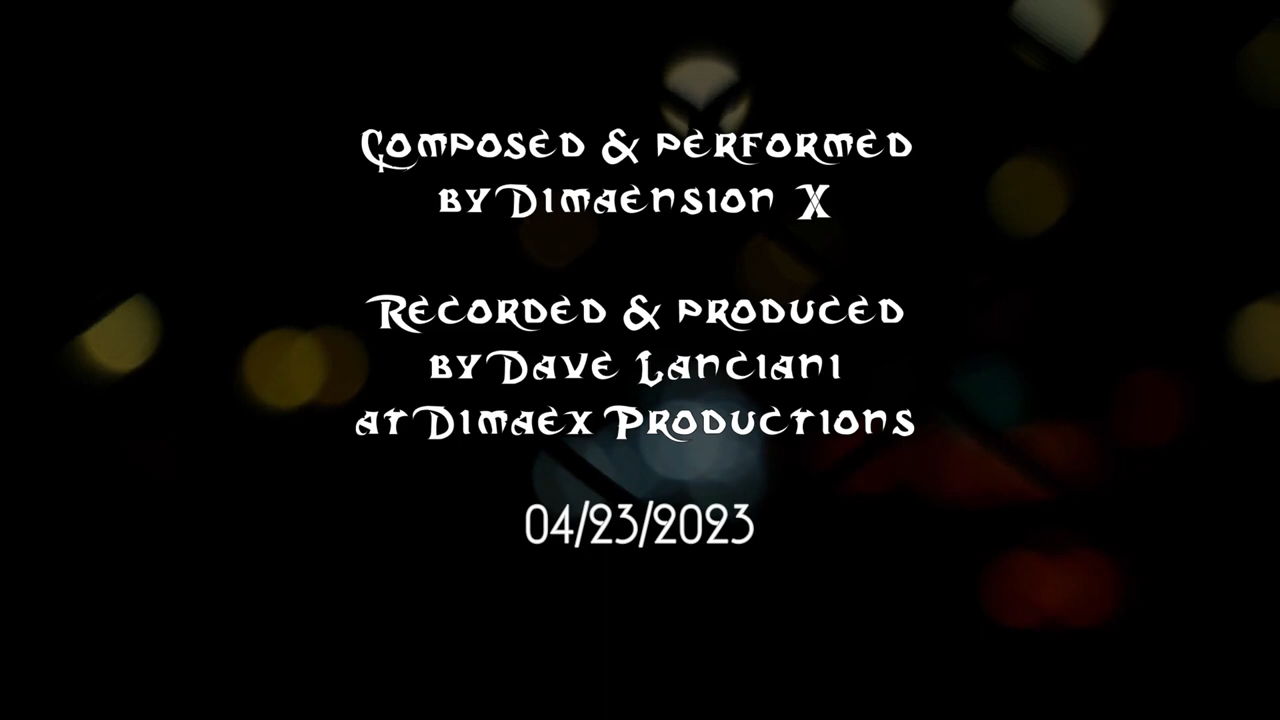 Composed & performed
by Dimaension X
Recorded & produced
by Dave Lanciani
at Dimaex Productions
04/23/2023